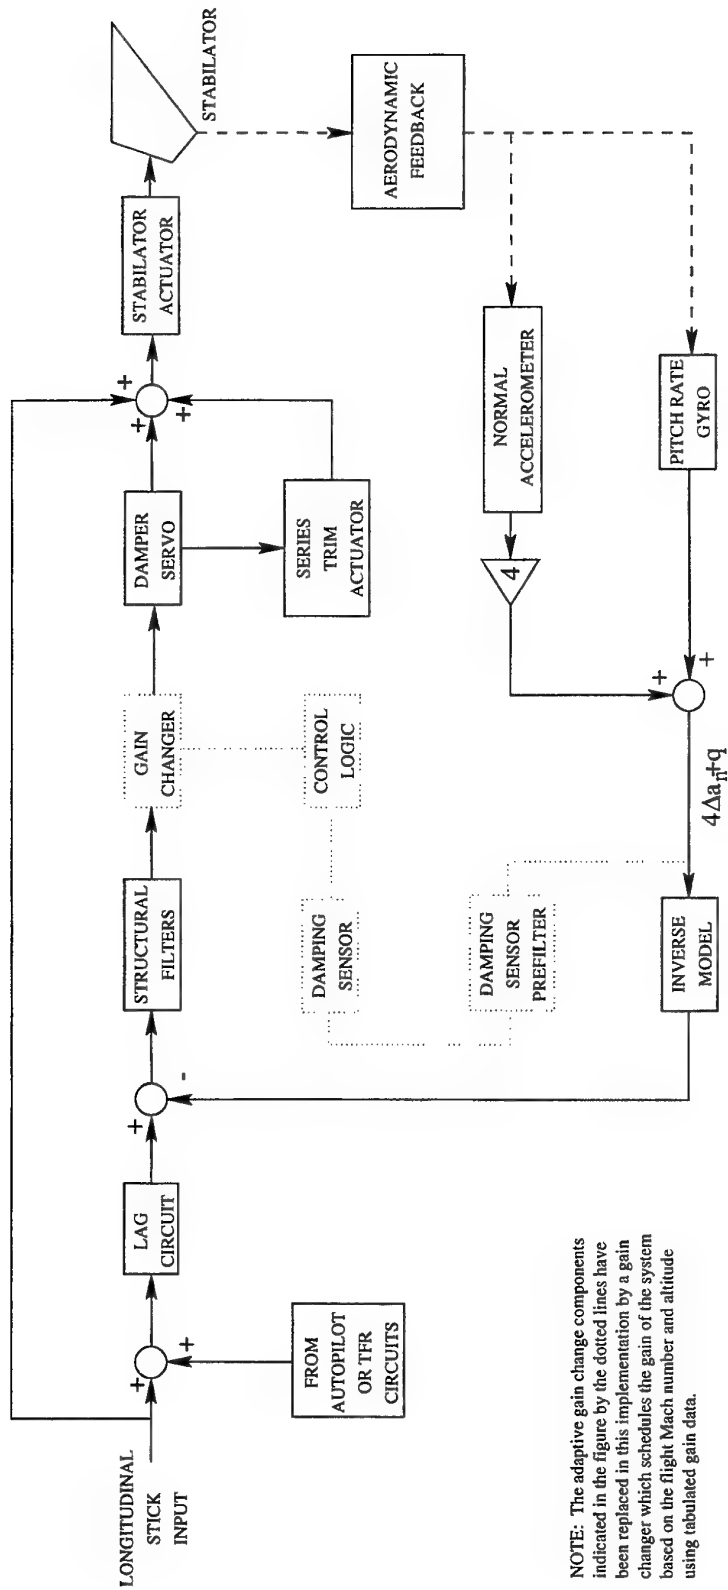 LONGITUDINAL
STICK
INPUT
+
+
FROM
AUTOPILOT
OR TFR
CIRCUITS
LAG
CIRCUIT
+
-
STRUCTURAL
FILTERS
GAIN
CHANGER
DAMPER
SERVO
SERIES
TRIM
ACTUATOR
+
+
+
STABILATOR
ACTUATOR
STABILATOR
AERODYNAMIC
FEEDBACK
NORMAL
ACCELEROMETER
4
PITCH RATE
GYRO
+
+
4Δaₙ+q
CONTROL
LOGIC
DAMPING
SENSOR
DAMPING
SENSOR
PREFILTER
INVERSE
MODEL
NOTE: The adaptive gain change components
indicated in the figure by the dotted lines have
been replaced in this implementation by a gain
changer which schedules the gain of the system
based on the flight Mach number and altitude
using tabulated gain data.